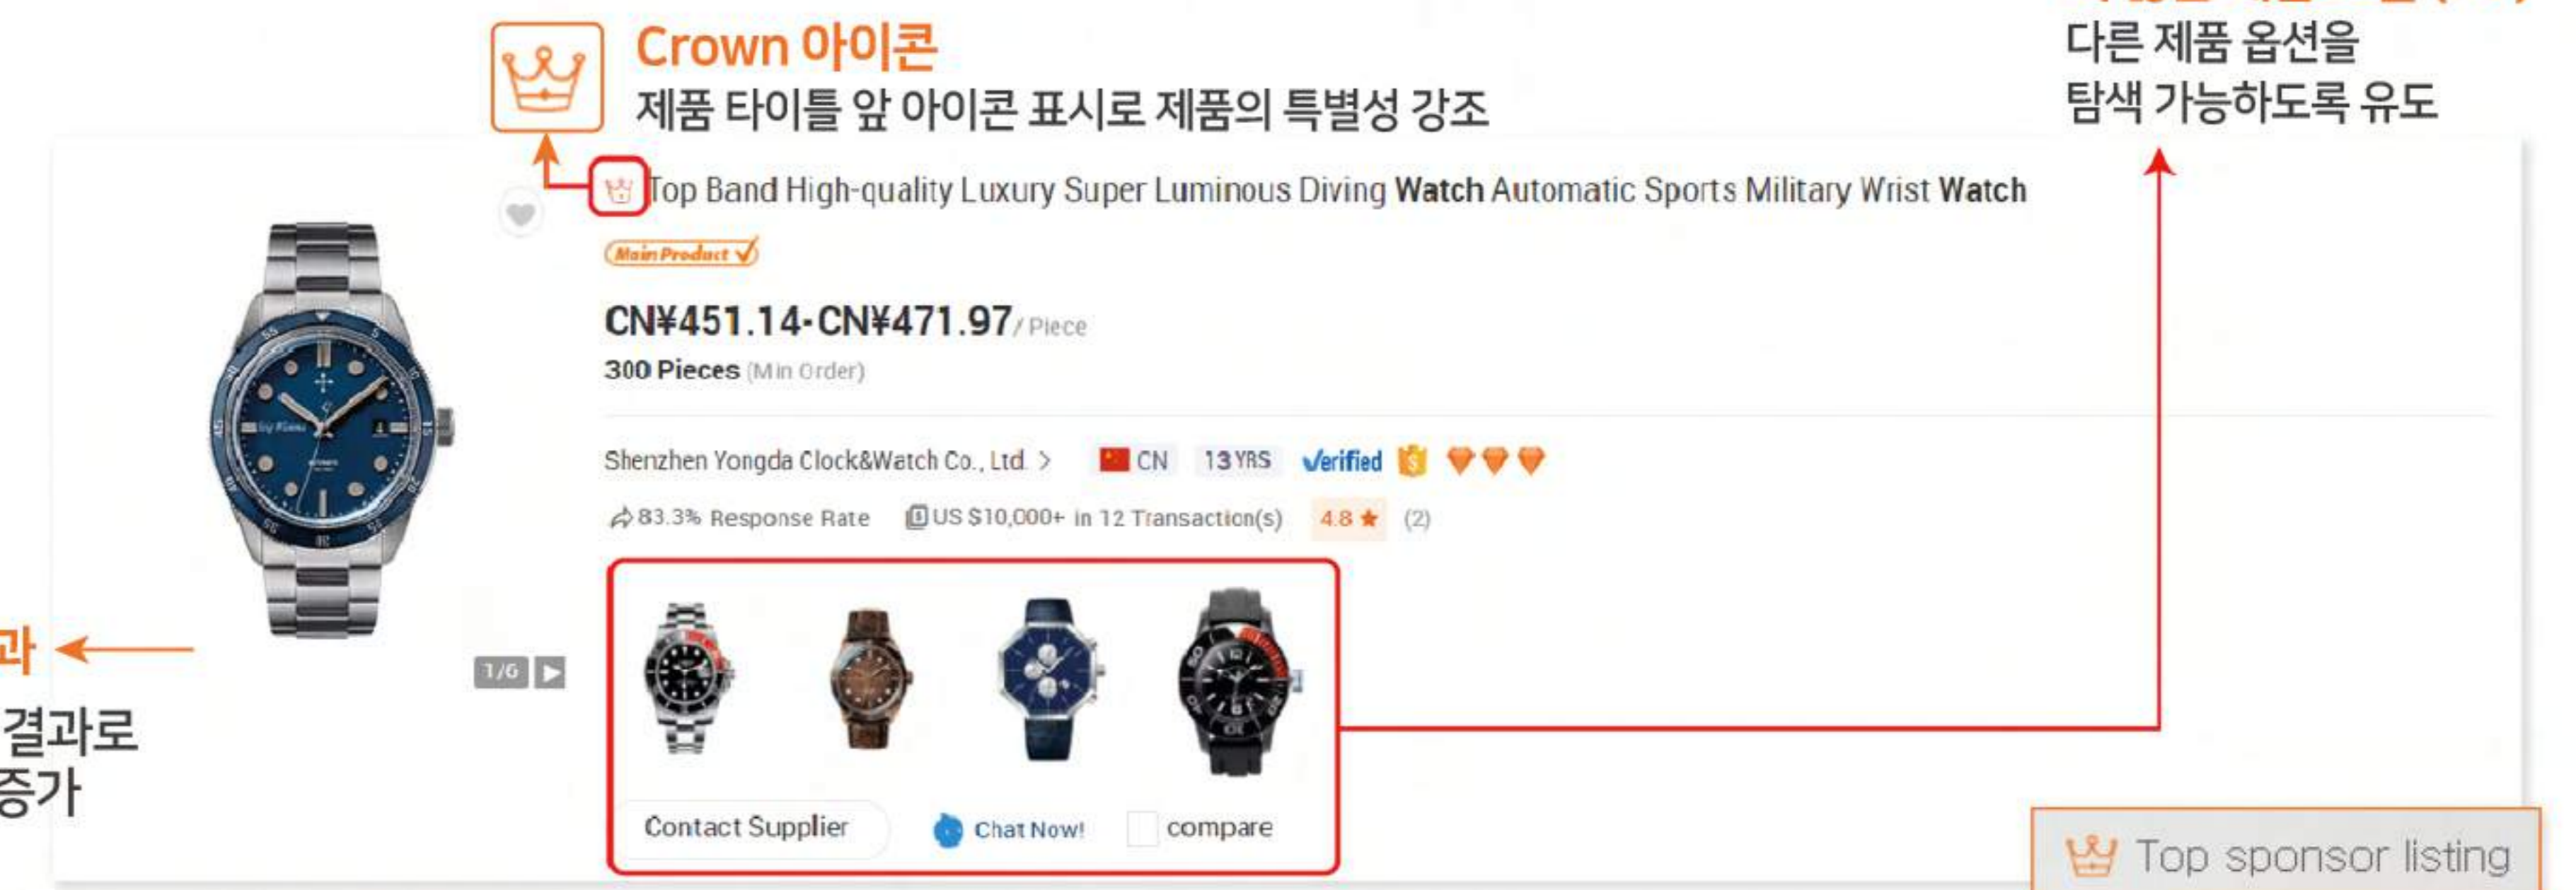 Crown 아이콘
제품 타이틀 앞 아이콘 표시로 제품의 특별성 강조
다른 제품 옵션을
탐색 가능하도록 유도
Top Band High-quality Luxury Super Luminous Diving Watch Automatic Sports Military Wrist Watch
Main Product
CN¥451.14-CN¥471.97/ Piece
300 Pieces (Min Order)
Shenzhen Yongda Clock&Watch Co., Ltd. >
CN 13 YRS Verified
83.3% Response Rate US $10,000+ in 12 Transaction(s) 4.8 ★ (2)
과
1/6
결과로
증가
Contact Supplier Chat Now! compare
Top sponsor listing